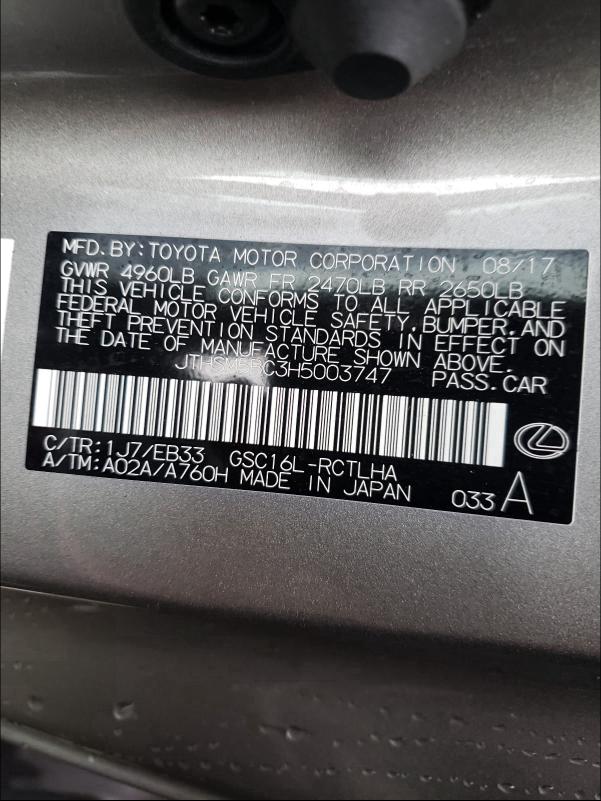 MFD.BY:TOYOTA MOTOR CORPORATION 08/17
GVWR 4960LB GAWR FR 2470LB RR 2650LB
THIS VEHICLE CONFORMS TO ALL APPLICABLE
FEDERAL MOTOR VEHICLE SAFETY,BUMPER,AND
THEFT PREVENTION STANDARDS IN EFFECT ON
THE DATE OF MANUFACTURE SHOWN ABOVE.
PASS.CAR
C/TR:1J7/EB33 GSC16L-RCTLHA
A/TM:A02A/A760H MADE IN JAPAN 033 A